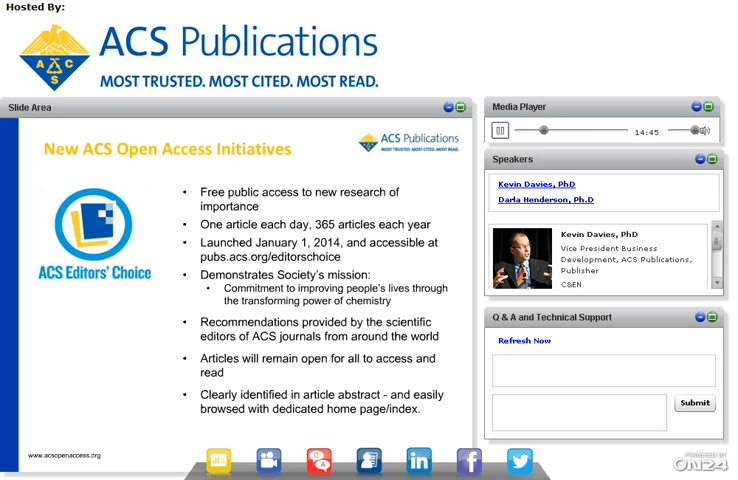 Hosted By:
A C S
ACS Publications
MOST TRUSTED. MOST CITED. MOST READ.
Slide Area
New ACS Open Access Initiatives
ACS Publications
MOST TRUSTED. MOST CITED. MOST READ.
ACS Editors' Choice
• Free public access to new research of
importance
• One article each day, 365 articles each year
• Launched January 1, 2014, and accessible at
pubs.acs.org/editorschoice
• Demonstrates Society's mission:
• Commitment to improving people's lives through
the transforming power of chemistry
• Recommendations provided by the scientific
editors of ACS journals from around the world
• Articles will remain open for all to access and
read
• Clearly identified in article abstract - and easily
browsed with dedicated home page/index.
www.acsopenaccess.org
Media Player
14:45
Speakers
Kevin Davies, PhD
Darla Henderson, Ph.D
Kevin Davies, PhD
Vice President Business
Development, ACS Publications,
Publisher
C&EN
Q & A and Technical Support
Refresh Now
Submit
Q A
in
f
POWERED BY
ON24